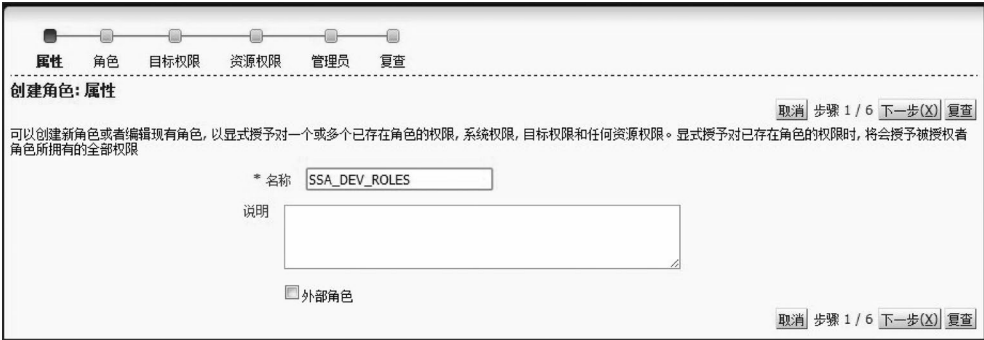 属性 角色 目标权限 资源权限 管理员 复查
创建角色: 属性
取消 步骤 1 / 6 下一步(X) 复查
可以创建新角色或者编辑现有角色, 以显式授予对一个或多个已存在角色的权限, 系统权限, 目标权限和任何资源权限。显式授予对已存在角色的权限时, 将会授予被授权者
角色所拥有的全部权限
* 名称 SSA_DEV_ROLES
说明
外部角色
取消 步骤 1 / 6 下一步(X) 复查